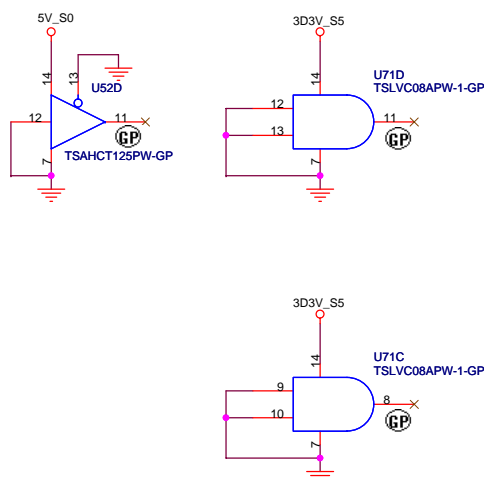 5V_S0
14
13
U52D
12
11
GP
7
TSAHCT125PW-GP
3D3V_S5
14
U71D
TSLVC08APW-1-GP
12
11
13
GP
7
3D3V_S5
14
U71C
TSLVC08APW-1-GP
9
8
10
GP
7